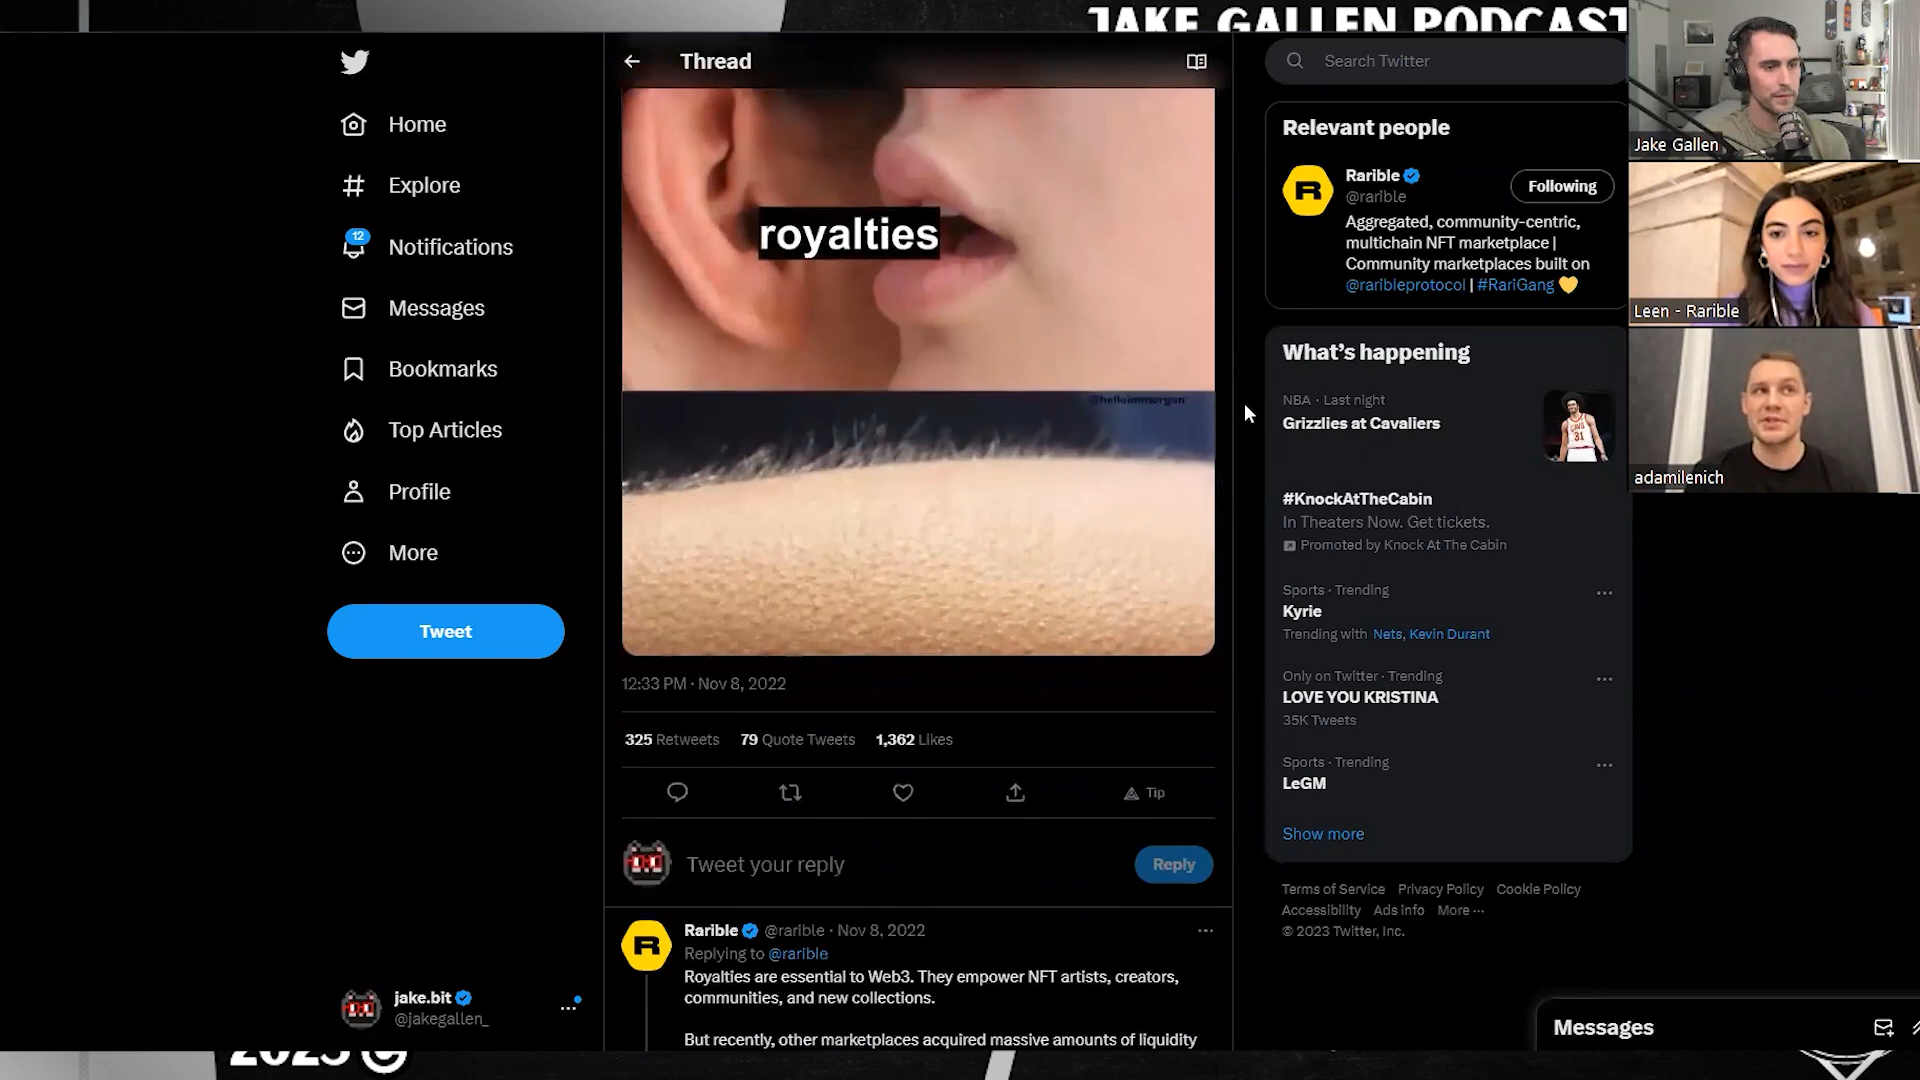 JAKE GALLEN PODCAST
Thread
Search Twitter
Home
Explore
12
Notifications
Messages
Bookmarks
Top Articles
Profile
More
Tweet
jake.bit
@jakegallen_
royalties
@helloimmorgan
12:33 PM · Nov 8, 2022
325 Retweets 79 Quote Tweets 1,362 Likes
Tip
Tweet your reply
Reply
Rarible @rarible · Nov 8, 2022
Replying to @rarible
Royalties are essential to Web3. They empower NFT artists, creators,
communities, and new collections.
But recently, other marketplaces acquired massive amounts of liquidity
Relevant people
Rarible
@rarible
Following
Aggregated, community-centric,
multichain NFT marketplace |
Community marketplaces built on
@raribleprotocol | #RariGang 💛
What's happening
NBA · Last night
Grizzlies at Cavaliers
#KnockAtTheCabin
In Theaters Now. Get tickets.
Promoted by Knock At The Cabin
Sports · Trending
Kyrie
Trending with Nets, Kevin Durant
Only on Twitter · Trending
LOVE YOU KRISTINA
35K Tweets
Sports · Trending
LeGM
Show more
Terms of Service Privacy Policy Cookie Policy
Accessibility Ads info More ···
© 2023 Twitter, Inc.
Messages
Jake Gallen
Leen - Rarible
adamilenich
2023